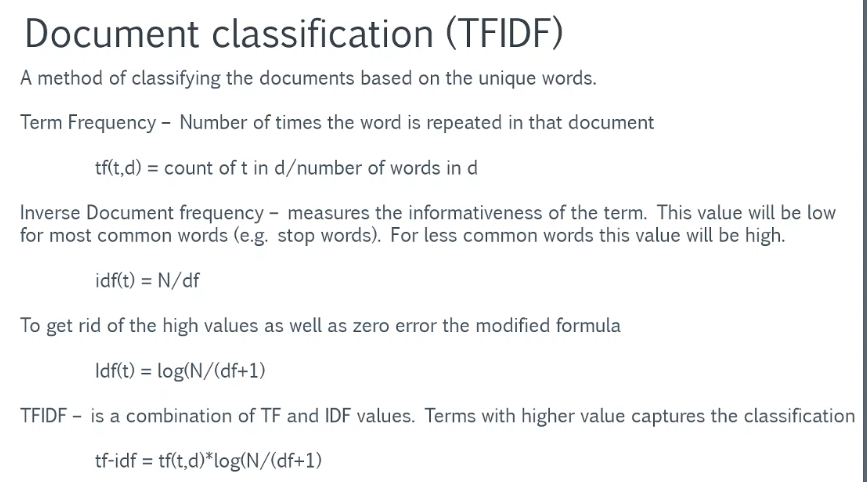 Document classification (TFIDF)
A method of classifying the documents based on the unique words.
Term Frequency – Number of times the word is repeated in that document
tf(t,d) = count of t in d/number of words in d
Inverse Document frequency – measures the informativeness of the term. This value will be low
for most common words (e.g. stop words). For less common words this value will be high.
idf(t) = N/df
To get rid of the high values as well as zero error the modified formula
Idf(t) = log(N/(df+1)
TFIDF – is a combination of TF and IDF values. Terms with higher value captures the classification
tf-idf = tf(t,d)*log(N/(df+1)